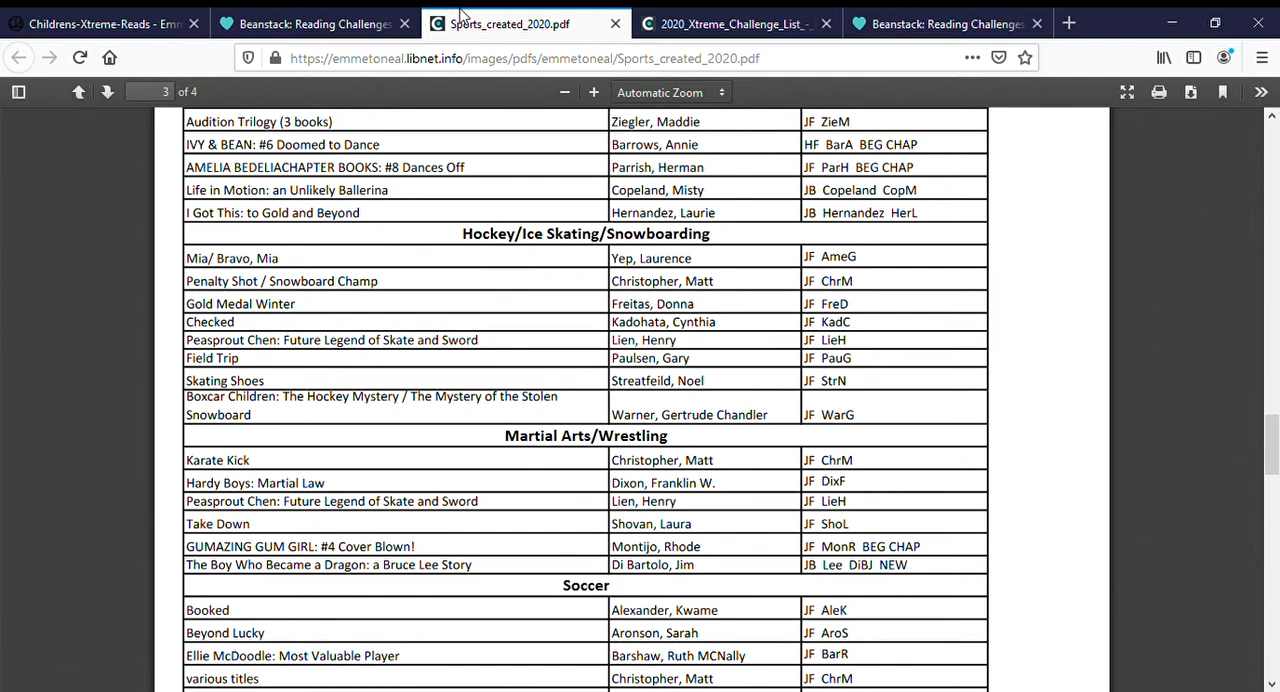 Childrens-Xtreme-Reads - Emm
Beanstack: Reading Challenges
Sports_created_2020.pdf
2020_Xtreme_Challenge_List_-
Beanstack: Reading Challenges
https://emmetoneal.libnet.info/images/pdfs/emmetoneal/Sports_created_2020.pdf
3 of 4
Automatic Zoom
Audition Trilogy (3 books) Ziegler, Maddie JF ZieM
IVY & BEAN: #6 Doomed to Dance Barrows, Annie HF BarA BEG CHAP
AMELIA BEDELIACHAPTER BOOKS: #8 Dances Off Parrish, Herman JF ParH BEG CHAP
Life in Motion: an Unlikely Ballerina Copeland, Misty JB Copeland CopM
I Got This: to Gold and Beyond Hernandez, Laurie JB Hernandez HerL
Hockey/Ice Skating/Snowboarding
Mia/ Bravo, Mia Yep, Laurence JF AmeG
Penalty Shot / Snowboard Champ Christopher, Matt JF ChrM
Gold Medal Winter Freitas, Donna JF FreD
Checked Kadohata, Cynthia JF KadC
Peasprout Chen: Future Legend of Skate and Sword Lien, Henry JF LieH
Field Trip Paulsen, Gary JF PauG
Skating Shoes Streatfeild, Noel JF StrN
Boxcar Children: The Hockey Mystery / The Mystery of the Stolen
Snowboard Warner, Gertrude Chandler JF WarG
Martial Arts/Wrestling
Karate Kick Christopher, Matt JF ChrM
Hardy Boys: Martial Law Dixon, Franklin W. JF DixF
Peasprout Chen: Future Legend of Skate and Sword Lien, Henry JF LieH
Take Down Shovan, Laura JF ShoL
GUMAZING GUM GIRL: #4 Cover Blown! Montijo, Rhode JF MonR BEG CHAP
The Boy Who Became a Dragon: a Bruce Lee Story Di Bartolo, Jim JB Lee DiBJ NEW
Soccer
Booked Alexander, Kwame JF AleK
Beyond Lucky Aronson, Sarah JF AroS
Ellie McDoodle: Most Valuable Player Barshaw, Ruth MCNally JF BarR
various titles Christopher, Matt JF ChrM